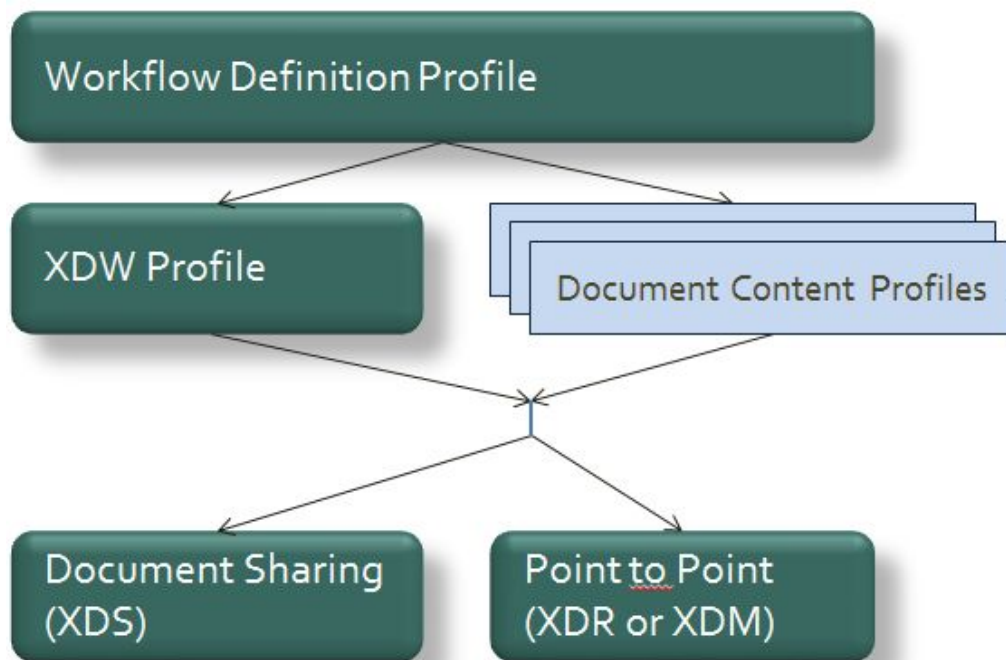 Workflow Definition Profile
XDW Profile
Document Content Profiles
Document Sharing
(XDS)
Point to Point
(XDR or XDM)